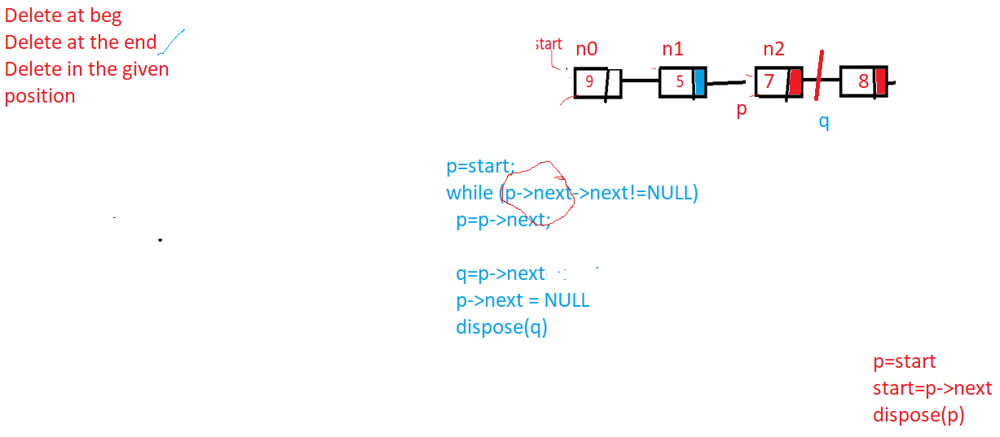 Delete at beg
Delete at the end
Delete in the given
position
start
n0 n1 n2
9 5 7 8
p
q
p=start;
while (p->next->next!=NULL)
p=p->next;
q=p->next
p->next = NULL
dispose(q)
p=start
start=p->next
dispose(p)